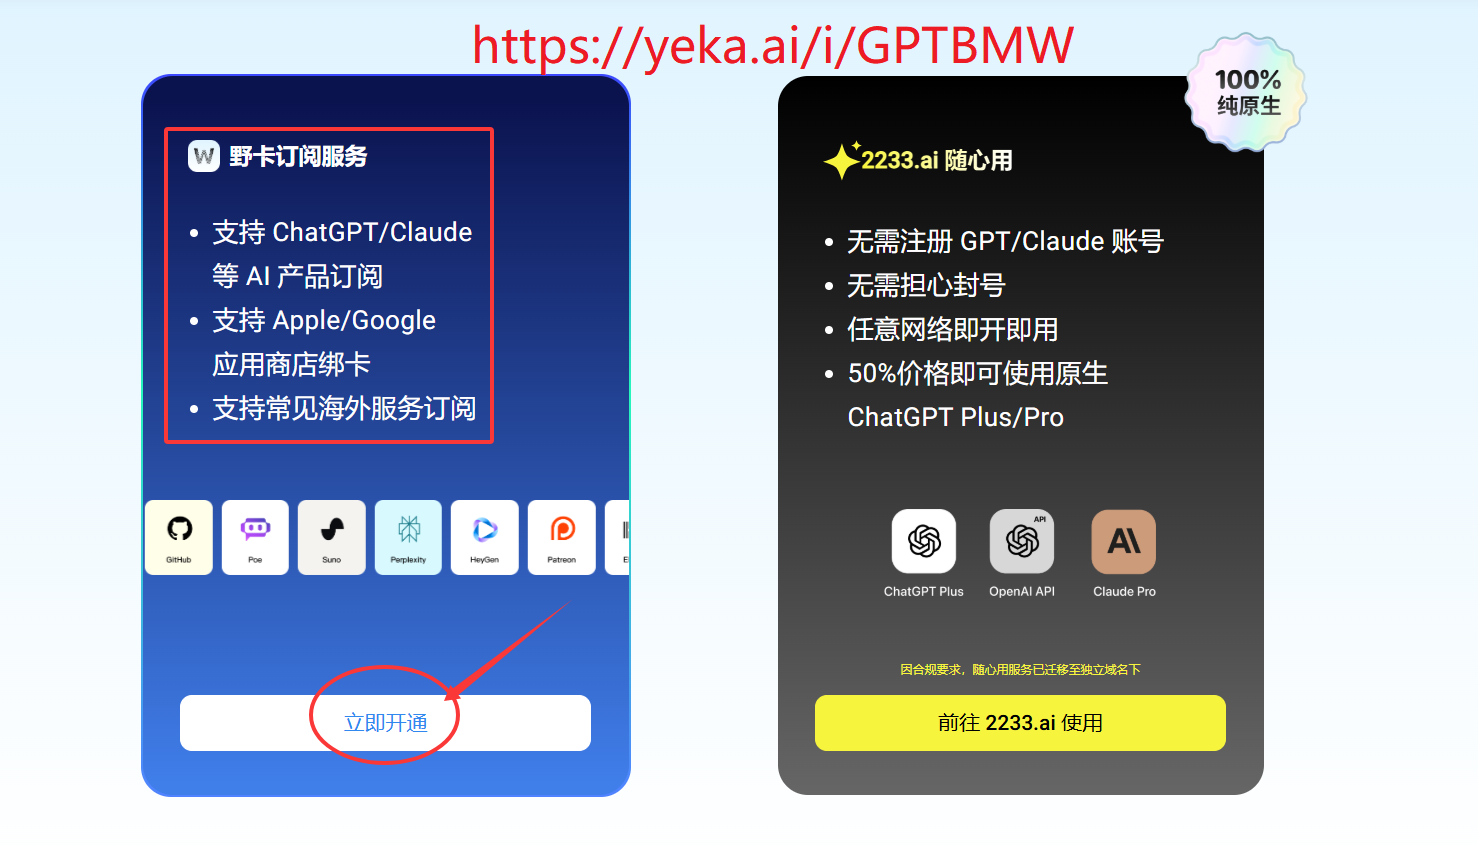 https://yeka.ai/i/GPTBMW
W 野卡订阅服务
• 支持 ChatGPT/Claude
等 AI 产品订阅
• 支持 Apple/Google
应用商店绑卡
• 支持常见海外服务订阅
GitHub
Poe
Suno
Perplexity
HeyGen
Patreon
立即开通
100%
纯原生
2233.ai 随心用
• 无需注册 GPT/Claude 账号
• 无需担心封号
• 任意网络即开即用
• 50%价格即可使用原生
ChatGPT Plus/Pro
API
ChatGPT Plus
OpenAI API
Claude Pro
因合规要求，随心用服务已迁移至独立域名下
前往 2233.ai 使用